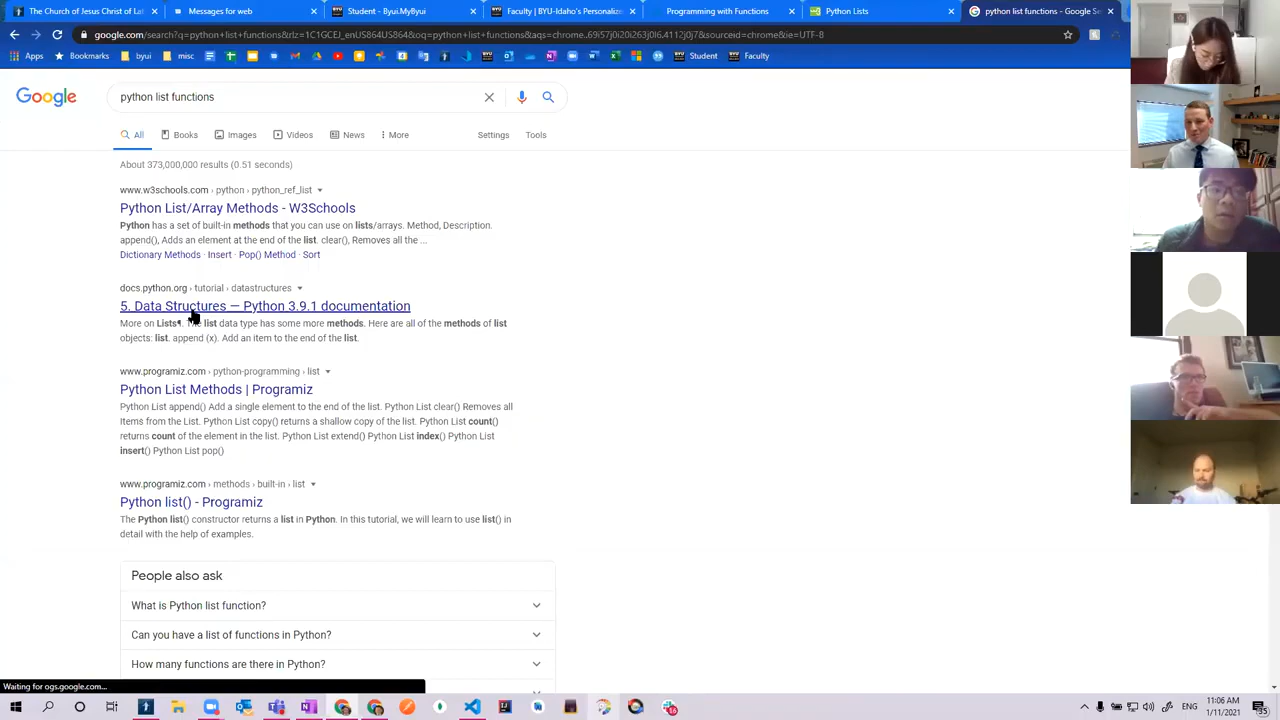 The Church of Jesus Christ of Lat
Materials for web
Student - Byui.MyByui
Faculty | BYU-Idaho's Personaliz
Programming with Functions
Python Lists
python list functions - Google Se
google.com/search?q=python+list+functions&rlz=1C1GCEJ_enUS864US864&oq=python+list+functions&aqs=chrome..69i57j0i20i263j0l6.4112j0j7&sourceid=chrome&ie=UTF-8
Apps
Bookmarks
byui
misc
BYU
Student
Faculty
Google
python list functions
All
Books
Images
Videos
News
More
Settings
Tools
About 373,000,000 results (0.51 seconds)
www.w3schools.com › python › python_ref_list
Python List/Array Methods - W3Schools
Python has a set of built-in methods that you can use on lists/arrays. Method, Description.
append(), Adds an element at the end of the list. clear(), Removes all the ...
Dictionary Methods · Insert · Pop() Method · Sort
docs.python.org › tutorial › datastructures
5. Data Structures — Python 3.9.1 documentation
More on Lists¶. The list data type has some more methods. Here are all of the methods of list
objects: list. append (x). Add an item to the end of the list.
www.programiz.com › python-programming › list
Python List Methods | Programiz
Python List append() Add a single element to the end of the list. Python List clear() Removes all
Items from the List. Python List copy() returns a shallow copy of the list. Python List count()
returns count of the element in the list. Python List extend() Python List index() Python List
insert() Python List pop()
www.programiz.com › methods › built-in › list
Python list() - Programiz
The Python list() constructor returns a list in Python. In this tutorial, we will learn to use list() in
detail with the help of examples.
People also ask
What is Python list function?
Can you have a list of functions in Python?
How many functions are there in Python?
Waiting for ogs.google.com...
ENG
11:06 AM
1/11/2021